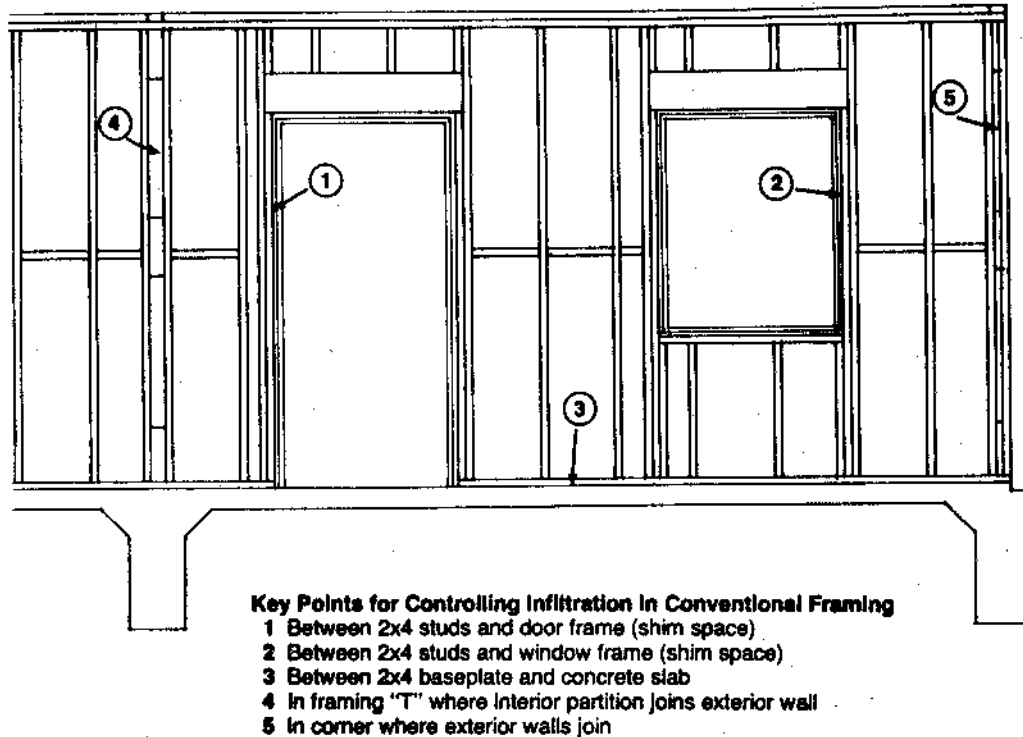 4
5
1
2
3
Key Points for Controlling Infiltration in Conventional Framing
1 Between 2x4 studs and door frame (shim space)
2 Between 2x4 studs and window frame (shim space)
3 Between 2x4 baseplate and concrete slab
4 In framing "T" where interior partition joins exterior wall
5 In corner where exterior walls join